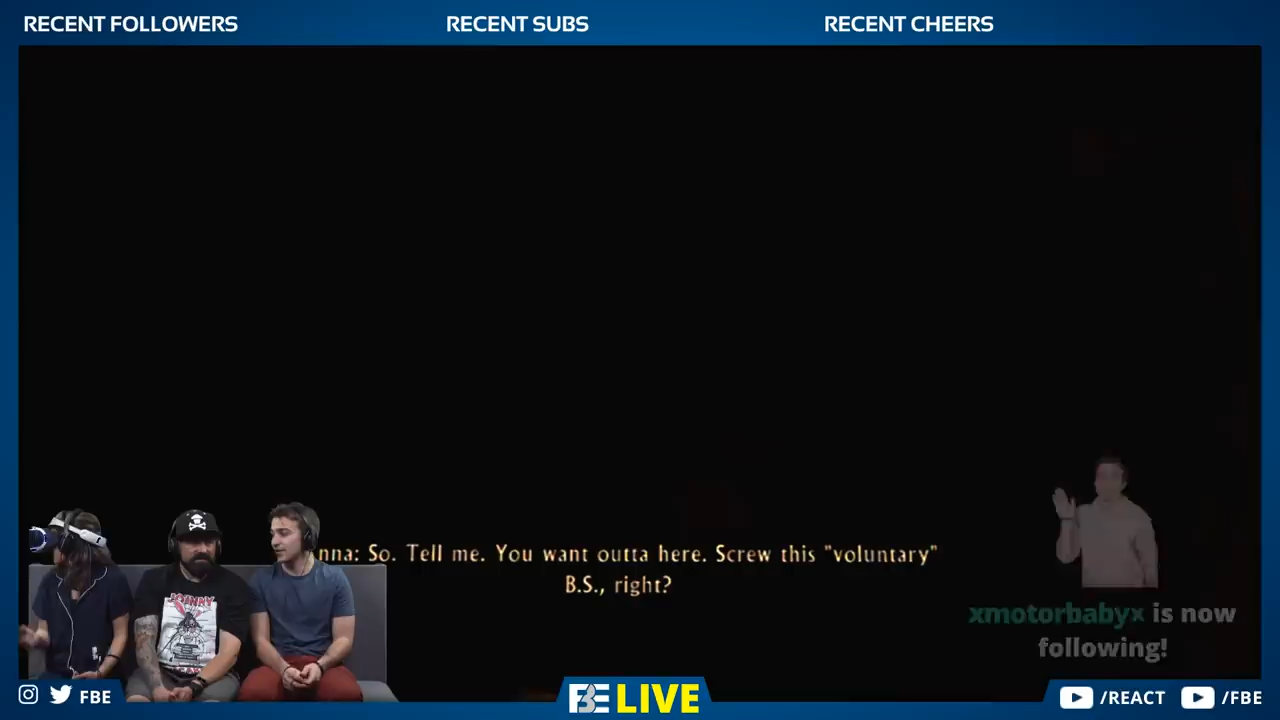 RECENT FOLLOWERS
RECENT SUBS
RECENT CHEERS
nna: So. Tell me. You want outta here. Screw this "voluntary"
B.S., right?
xmotorbabyx is now
following!
FBE
FBE LIVE
/REACT
/FBE